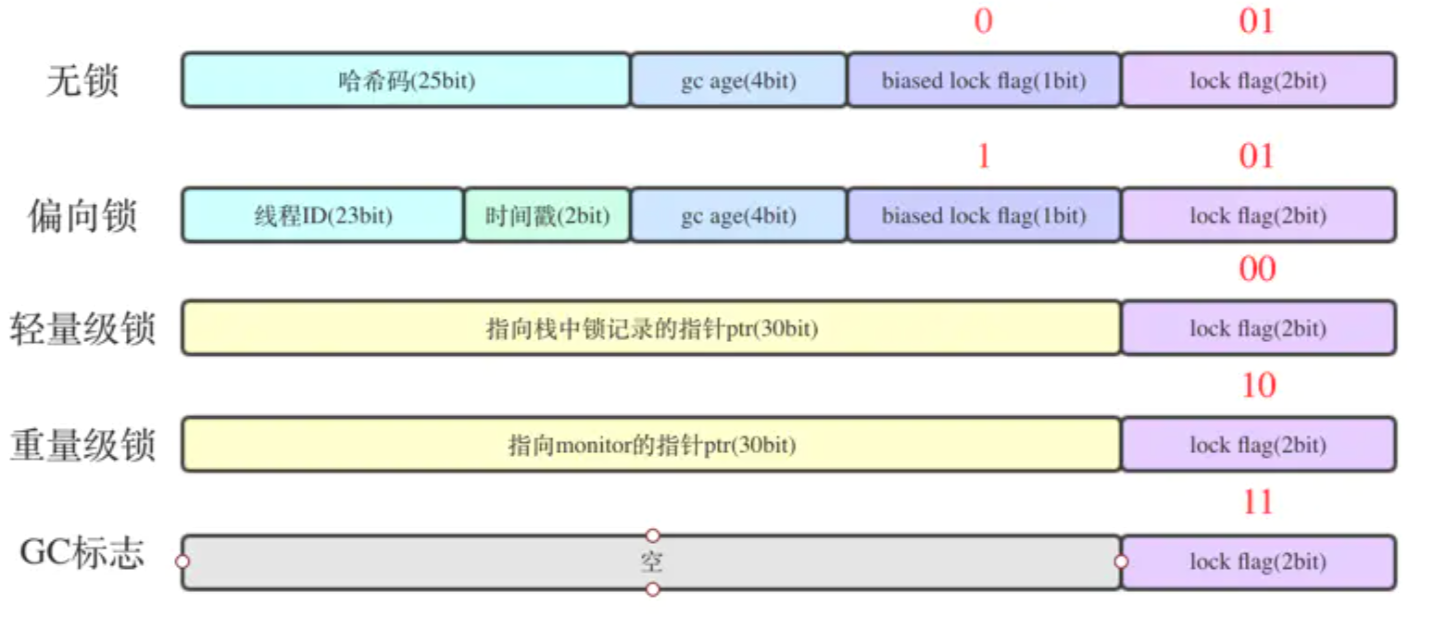 0 01
无锁 哈希码(25bit) gc age(4bit) biased lock flag(1bit) lock flag(2bit)
1 01
偏向锁 线程ID(23bit) 时间戳(2bit) gc age(4bit) biased lock flag(1bit) lock flag(2bit)
00
轻量级锁 指向栈中锁记录的指针ptr(30bit) lock flag(2bit)
10
重量级锁 指向monitor的指针ptr(30bit) lock flag(2bit)
11
GC标志 空 lock flag(2bit)